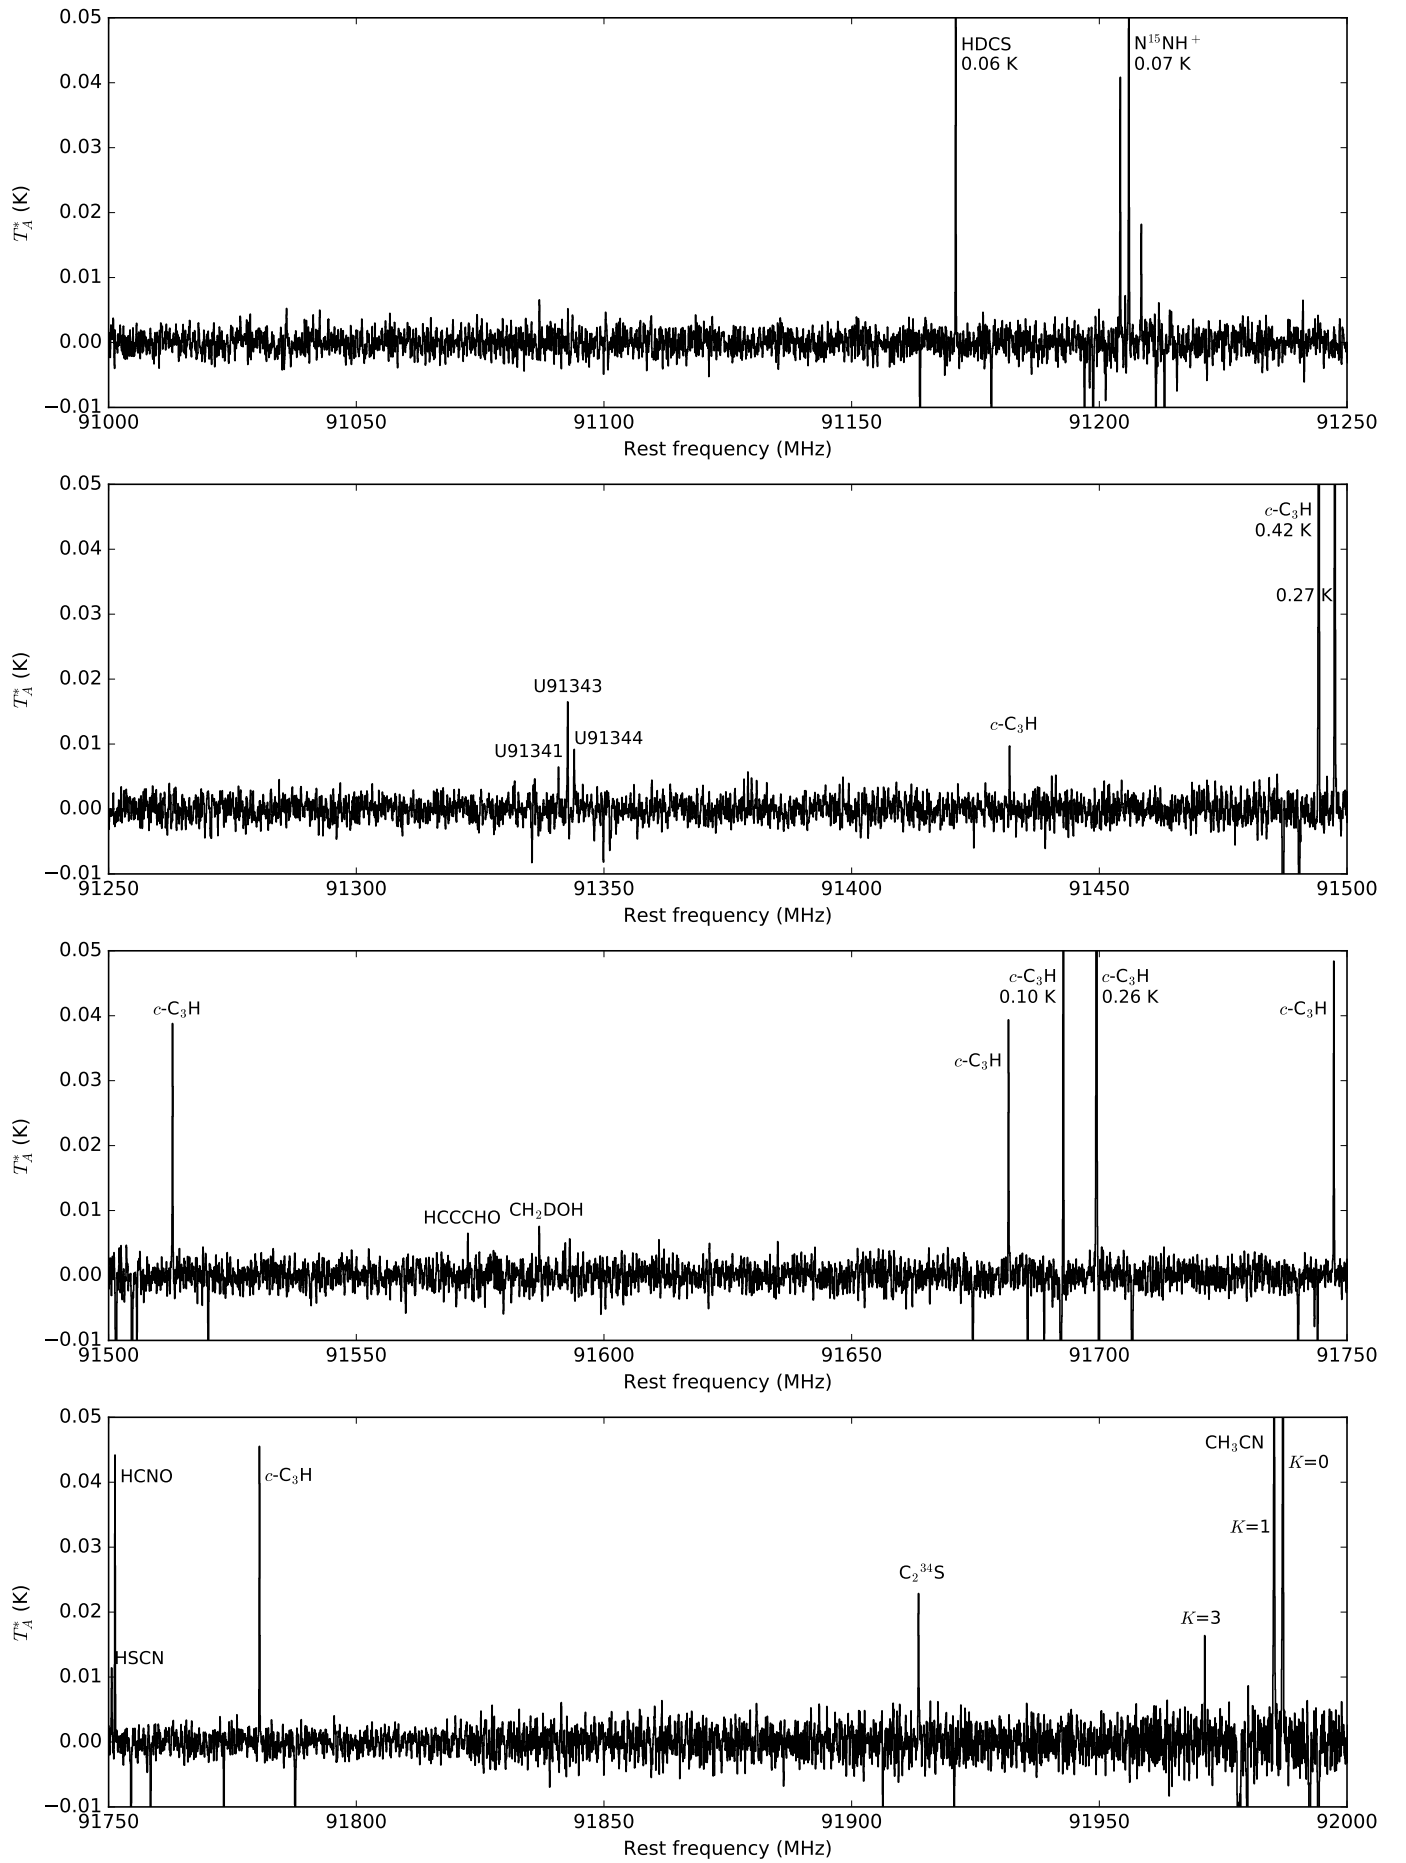 0.05
HDCS
0.06 K
N¹⁵NH⁺
0.07 K
0.04
0.03
0.02
0.01
0.00
−0.01
T*A (K)
91000 91050 91100 91150 91200 91250
Rest frequency (MHz)
0.05
c-C₃H
0.42 K
0.04
0.27 K
0.03
0.02
U91343
U91341
U91344
c-C₃H
0.01
0.00
−0.01
T*A (K)
91250 91300 91350 91400 91450 91500
Rest frequency (MHz)
0.05
c-C₃H
0.10 K
c-C₃H
0.26 K
c-C₃H
c-C₃H
0.04
c-C₃H
0.03
0.02
HCCCHO
CH₂DOH
0.01
0.00
−0.01
T*A (K)
91500 91550 91600 91650 91700 91750
Rest frequency (MHz)
0.05
CH₃CN
K=0
HCNO
c-C₃H
0.04
K=1
0.03
C₂³⁴S
0.02
K=3
HSCN
0.01
0.00
−0.01
T*A (K)
91750 91800 91850 91900 91950 92000
Rest frequency (MHz)